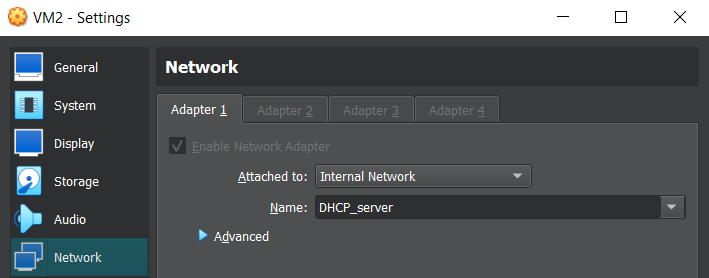 VM2 - Settings
General
System
Display
Storage
Audio
Network
Network
Adapter 1
Adapter 2
Adapter 3
Adapter 4
Enable Network Adapter
Attached to: Internal Network
Name: DHCP_server
Advanced